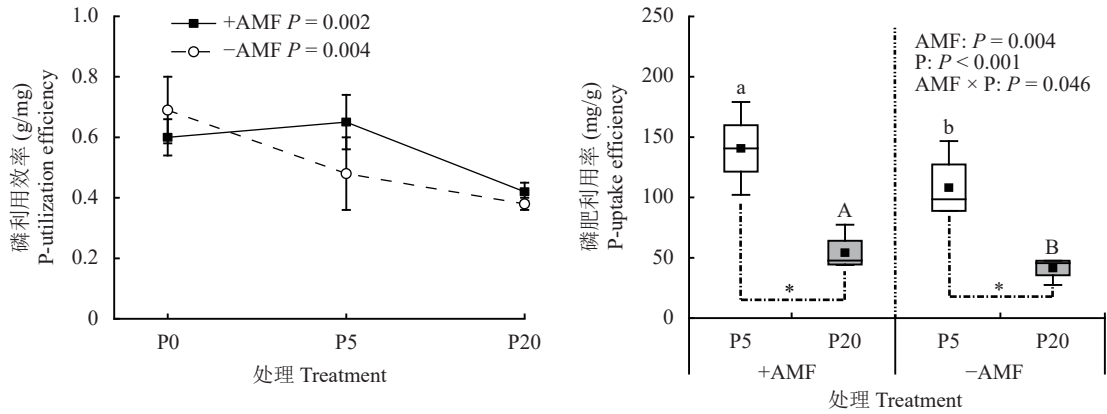 磷利用效率 (g/mg)
P-utilization efficiency
1.0
0.8
0.6
0.4
0.2
0
+AMF P = 0.002
−AMF P = 0.004
P0
P5
P20
处理 Treatment
磷肥利用率 (mg/g)
P-uptake efficiency
250
200
150
100
50
0
AMF: P = 0.004
P: P < 0.001
AMF × P: P = 0.046
a
A
b
B
*
*
P5
P20
P5
P20
+AMF
−AMF
处理 Treatment